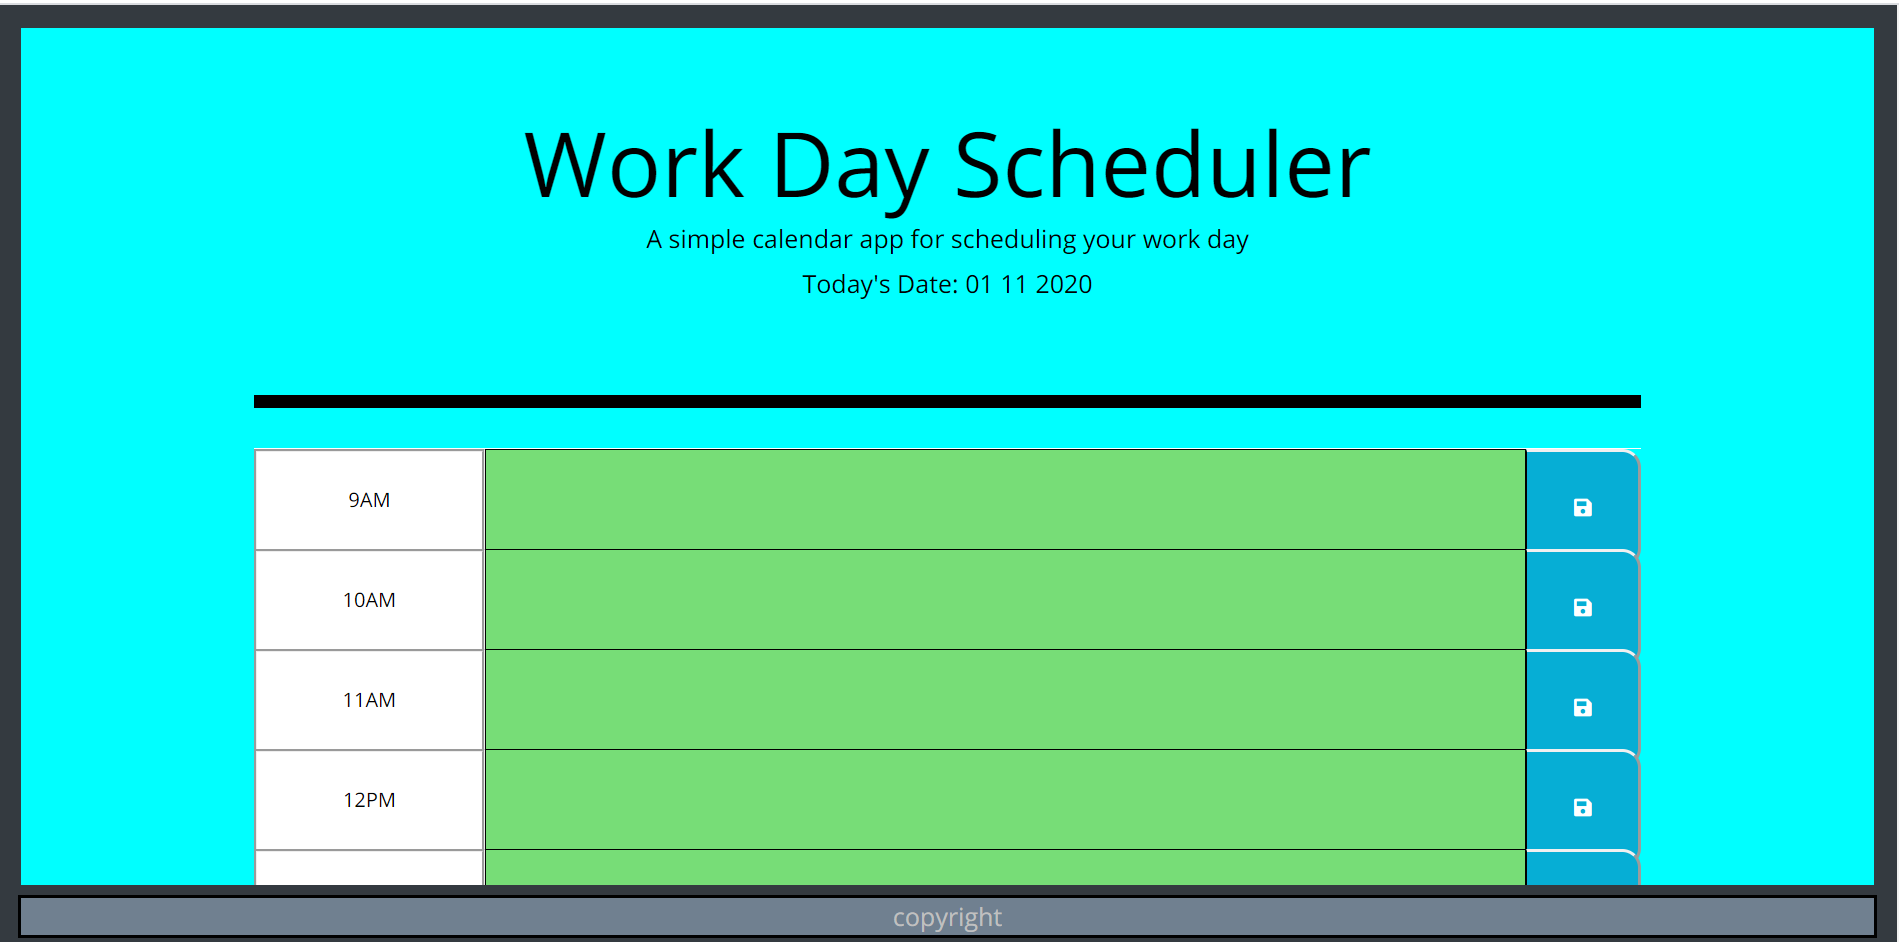 Work Day Scheduler
A simple calendar app for scheduling your work day
Today's Date: 01 11 2020
9AM
10AM
11AM
12PM
copyright